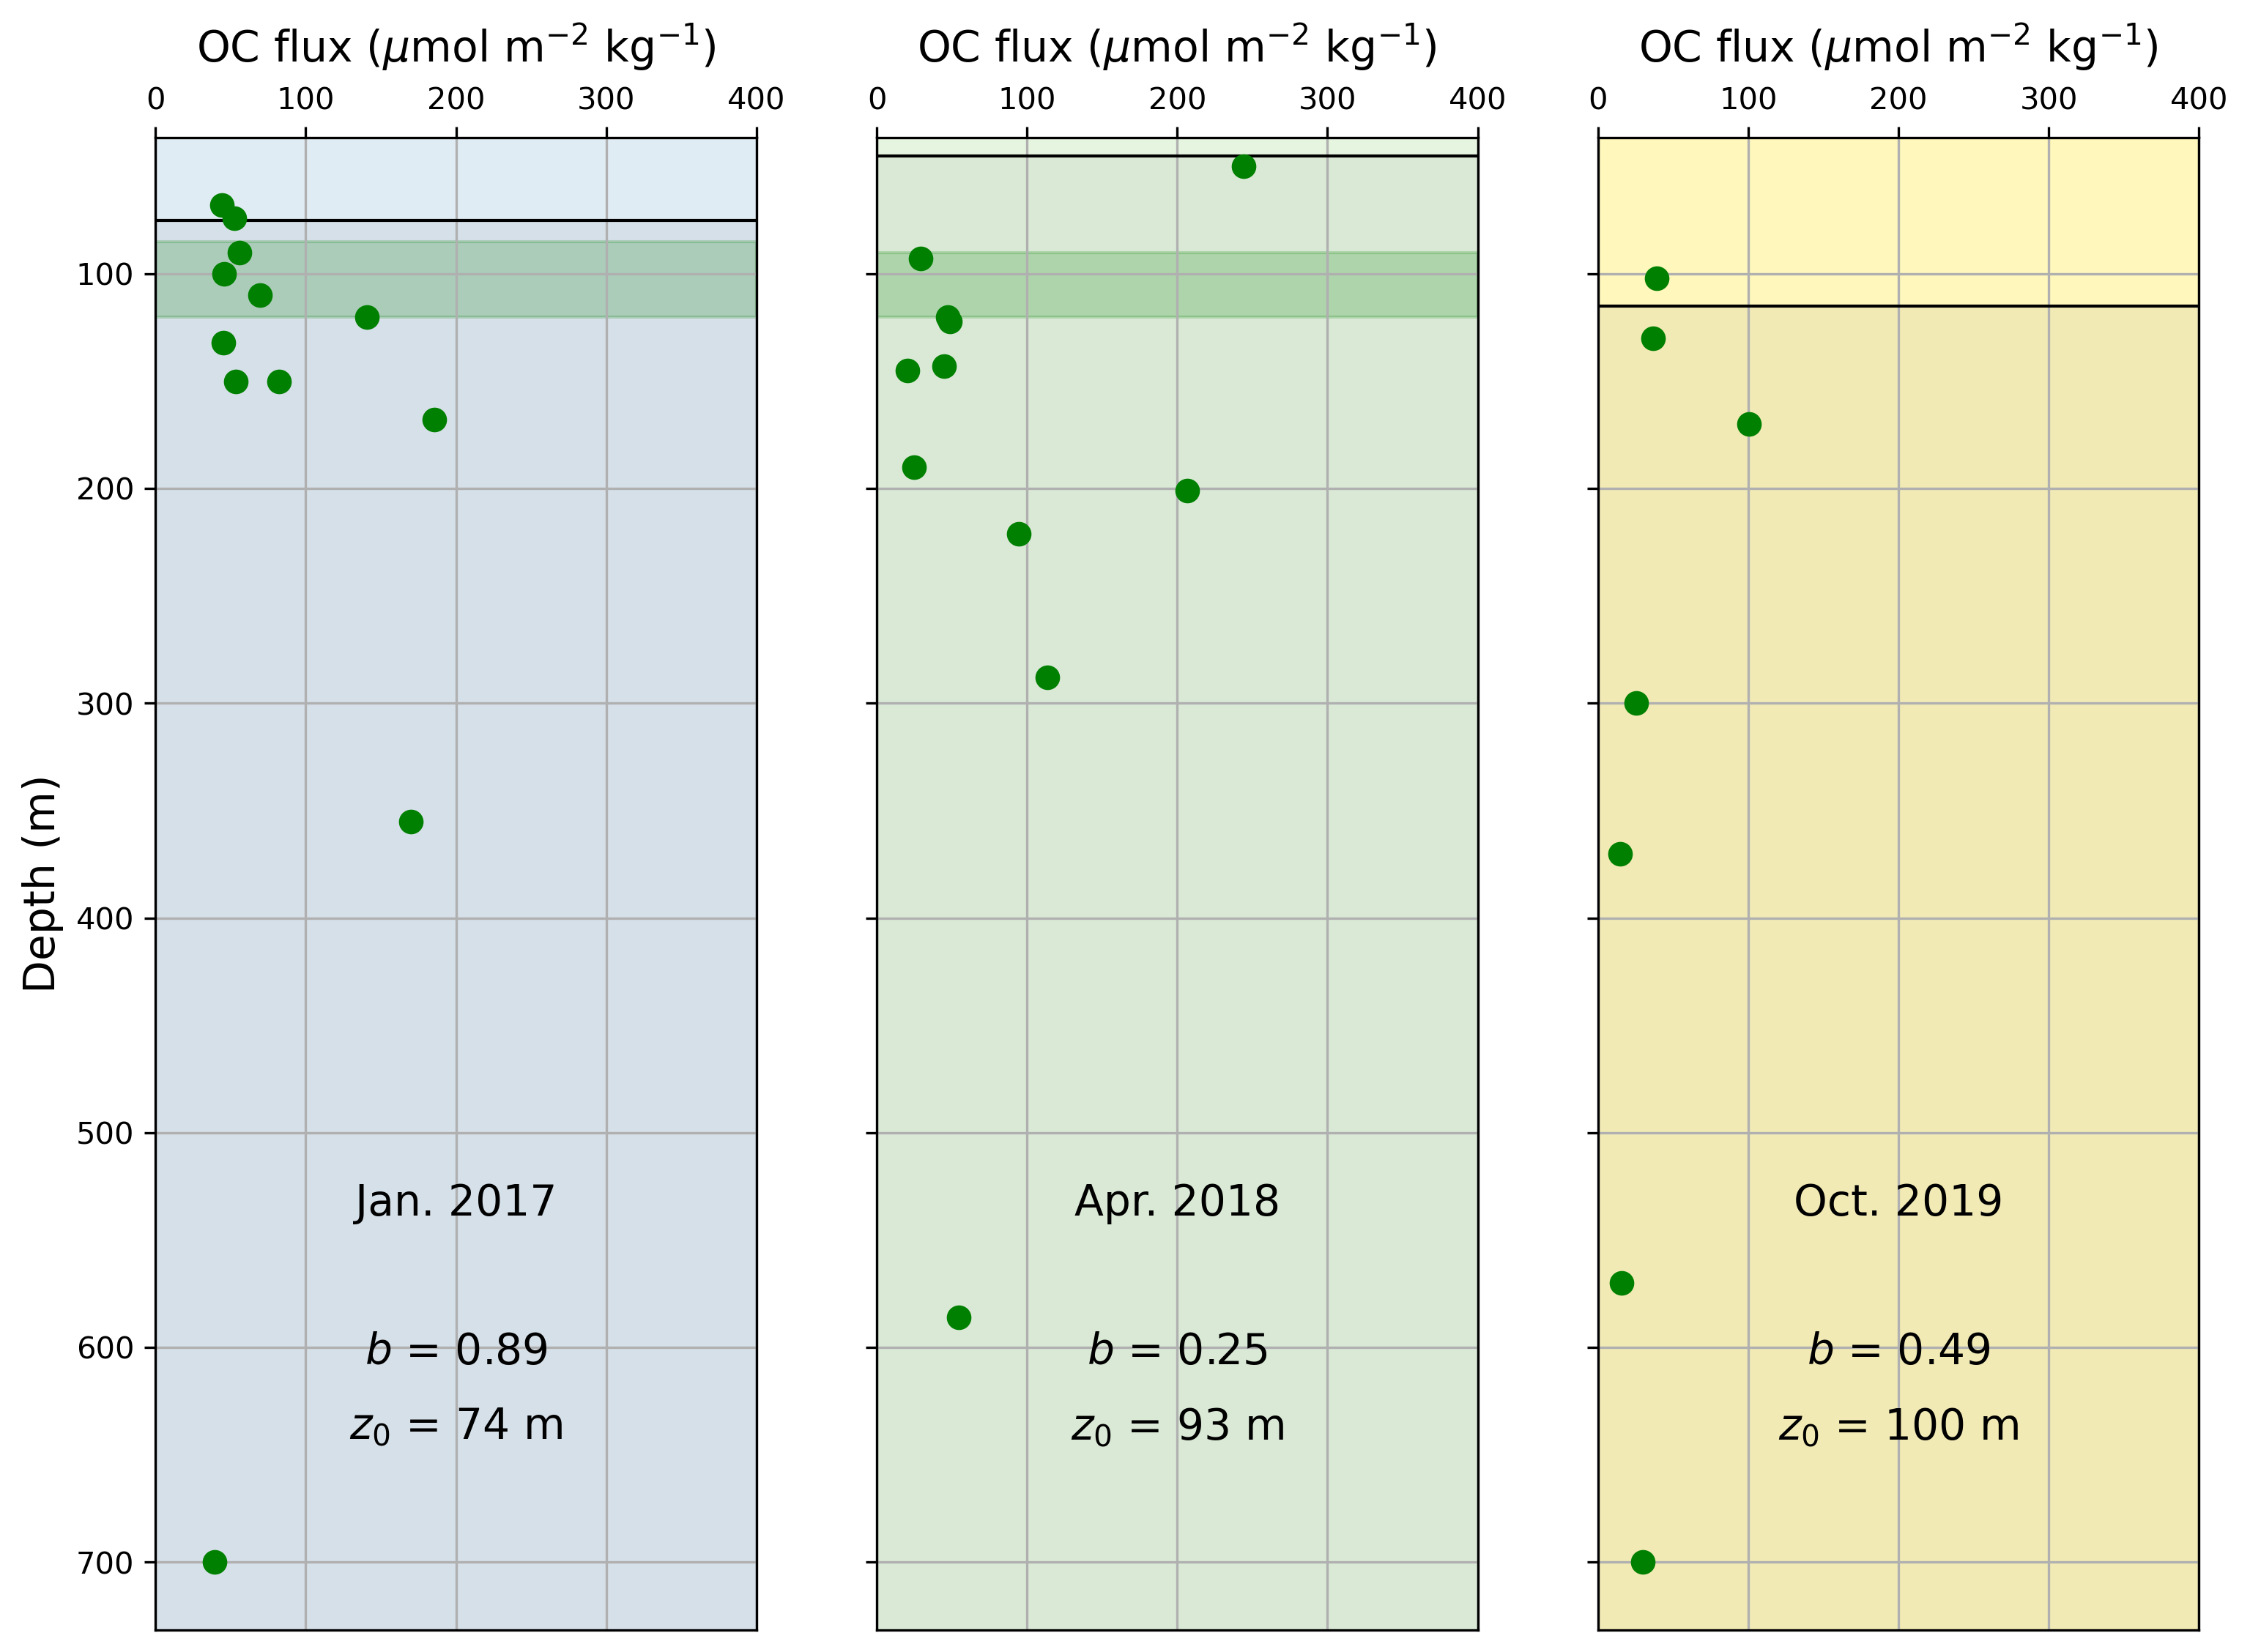 OC flux (μmol m⁻² kg⁻¹) OC flux (μmol m⁻² kg⁻¹) OC flux (μmol m⁻² kg⁻¹)
0 100 200 300 400 0 100 200 300 400 0 100 200 300 400
100
200
300
400
500
600
700
Depth (m)
Jan. 2017
b = 0.89
z₀ = 74 m
Apr. 2018
b = 0.25
z₀ = 93 m
Oct. 2019
b = 0.49
z₀ = 100 m